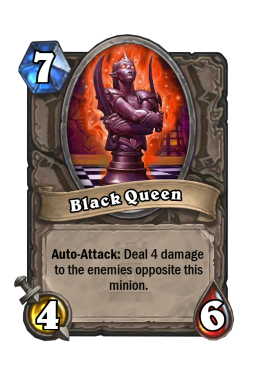 7
Black Queen
Auto-Attack: Deal 4 damage
to the enemies opposite this
minion.
4
6